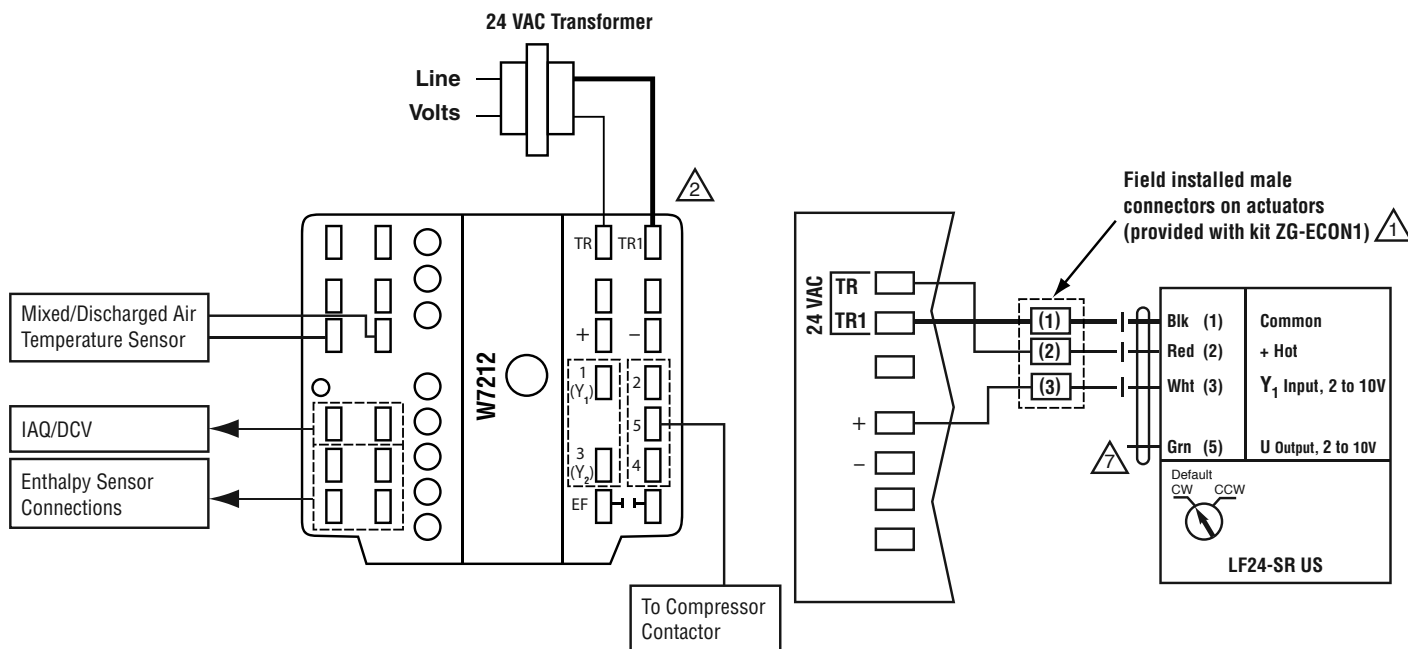 24 VAC Transformer
Line
Volts
2
TR
TR1
+
−
1
(Y1)
2
5
3
(Y2)
4
EF
W7212
Mixed/Discharged Air
Temperature Sensor
IAQ/DCV
Enthalpy Sensor
Connections
To Compressor
Contactor
Field installed male
connectors on actuators
(provided with kit ZG-ECON1)
1
24 VAC
TR
TR1
+
−
(1)
(2)
(3)
Blk (1) Common
Red (2) + Hot
Wht (3) Y1 Input, 2 to 10V
Grn (5) U Output, 2 to 10V
7
Default
CW CCW
LF24-SR US